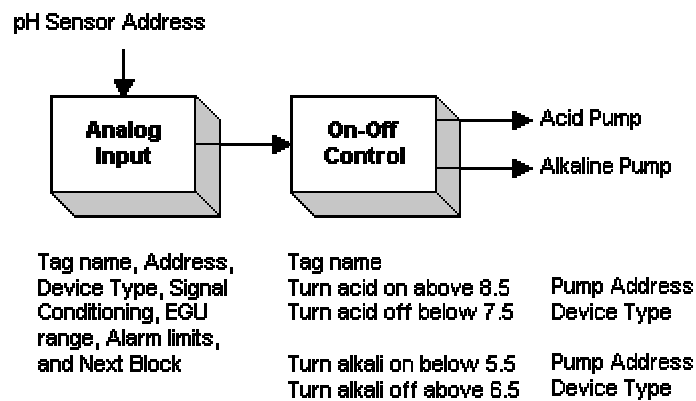 pH Sensor Address
Analog
Input
On-Off
Control
Acid Pump
Alkaline Pump
Tag name, Address,
Device Type, Signal
Conditioning, EGU
range, Alarm limits,
and Next Block
Tag name
Turn acid on above 8.5
Turn acid off below 7.5
Turn alkali on below 5.5
Turn alkali off above 6.5
Pump Address
Device Type
Pump Address
Device Type